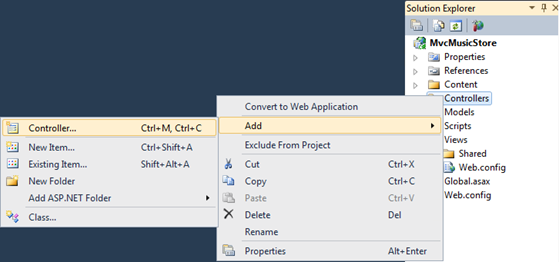 Solution Explorer
MvcMusicStore
Properties
References
Content
Controllers
Models
Scripts
Views
Shared
Web.config
Global.asax
Web.config
Convert to Web Application
Add
Exclude From Project
Cut Ctrl+X
Copy Ctrl+C
Paste Ctrl+V
Delete Del
Rename
Properties Alt+Enter
Controller... Ctrl+M, Ctrl+C
New Item... Ctrl+Shift+A
Existing Item... Shift+Alt+A
New Folder
Add ASP.NET Folder
Class...